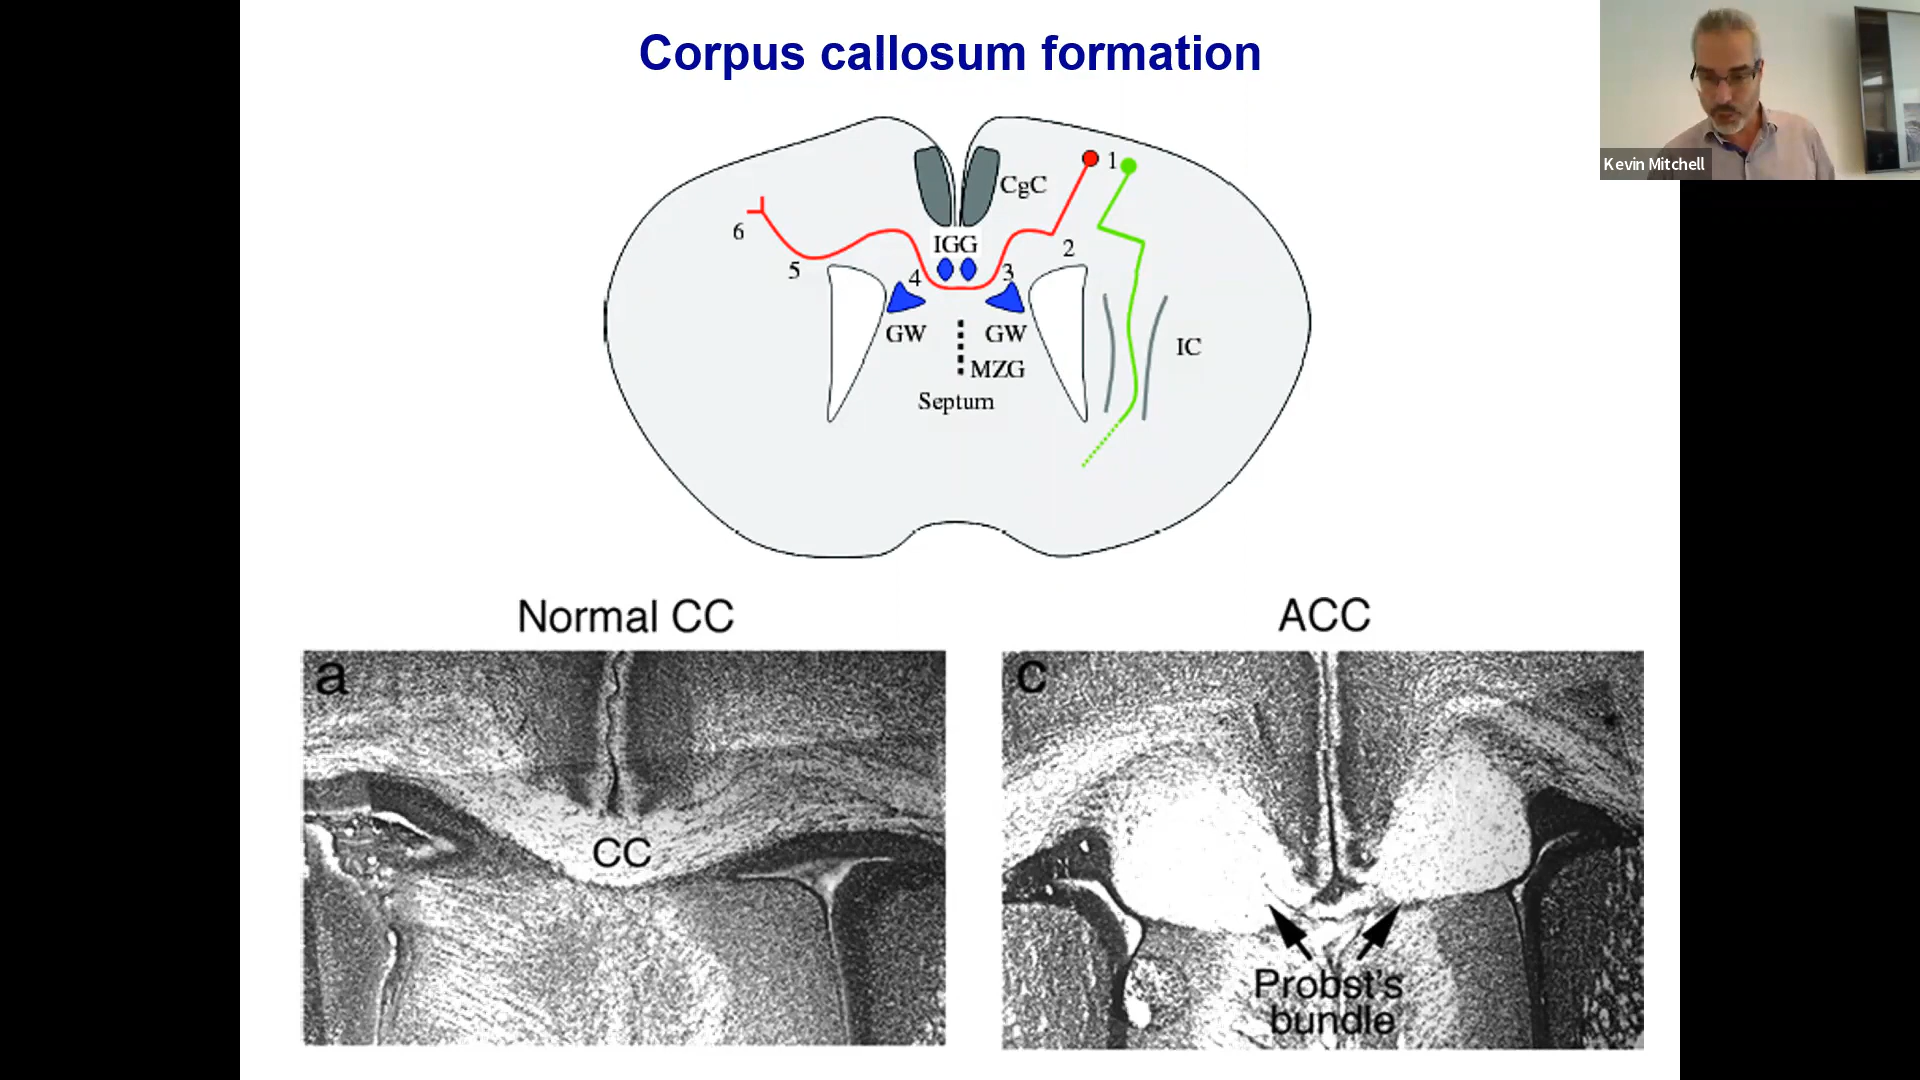 Corpus callosum formation
Kevin Mitchell
CgC
1
6
IGG
2
5
4
3
GW
GW
IC
MZG
Septum
Normal CC
ACC
a
CC
c
Probst's
bundle